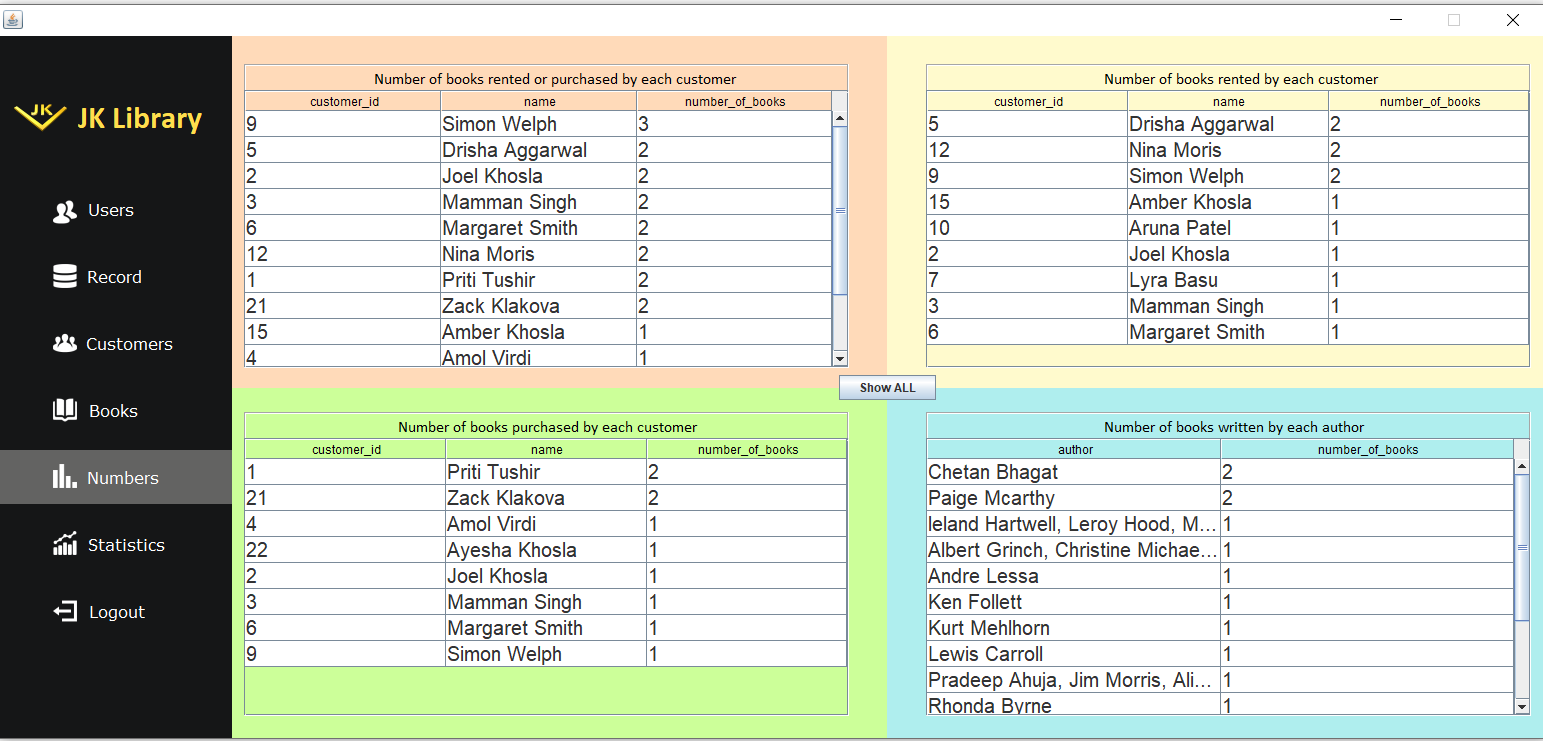 JK
JK Library
Users
Record
Customers
Books
Numbers
Statistics
Logout
Number of books rented or purchased by each customer
customer_id name number_of_books
9 Simon Welph 3
5 Drisha Aggarwal 2
2 Joel Khosla 2
3 Mamman Singh 2
6 Margaret Smith 2
12 Nina Moris 2
1 Priti Tushir 2
21 Zack Klakova 2
15 Amber Khosla 1
4 Amol Virdi 1
Number of books rented by each customer
customer_id name number_of_books
5 Drisha Aggarwal 2
12 Nina Moris 2
9 Simon Welph 2
15 Amber Khosla 1
10 Aruna Patel 1
2 Joel Khosla 1
7 Lyra Basu 1
3 Mamman Singh 1
6 Margaret Smith 1
Show ALL
Number of books purchased by each customer
customer_id name number_of_books
1 Priti Tushir 2
21 Zack Klakova 2
4 Amol Virdi 1
22 Ayesha Khosla 1
2 Joel Khosla 1
3 Mamman Singh 1
6 Margaret Smith 1
9 Simon Welph 1
Number of books written by each author
author number_of_books
Chetan Bhagat 2
Paige Mcarthy 2
leland Hartwell, Leroy Hood, M... 1
Albert Grinch, Christine Michae... 1
Andre Lessa 1
Ken Follett 1
Kurt Mehlhorn 1
Lewis Carroll 1
Pradeep Ahuja, Jim Morris, Ali... 1
Rhonda Byrne 1